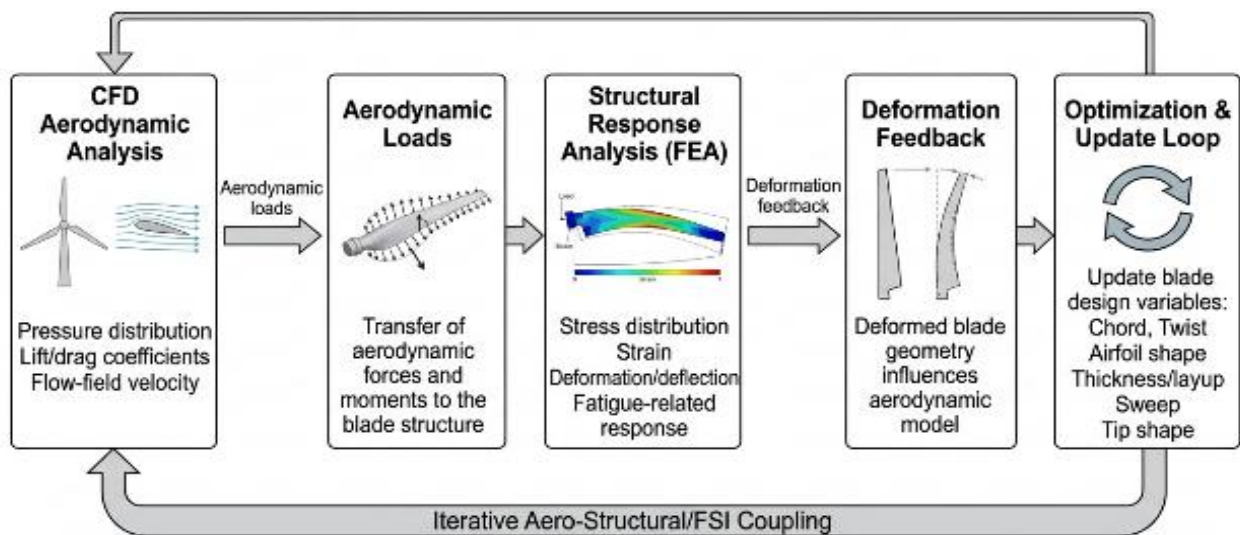 CFD
Aerodynamic
Analysis
Pressure distribution
Lift/drag coefficients
Flow-field velocity
Aerodynamic
loads
Aerodynamic
Loads
Transfer of
aerodynamic
forces and
moments to the
blade structure
Structural
Response
Analysis (FEA)
Stress distribution
Strain
Deformation/deflection
Fatigue-related
response
Deformation
feedback
Deformation
Feedback
Deformed blade
geometry
influences
aerodynamic
model
Optimization &
Update Loop
Update blade
design variables:
Chord, Twist
Airfoil shape
Thickness/layup
Sweep
Tip shape
Iterative Aero-Structural/FSI Coupling